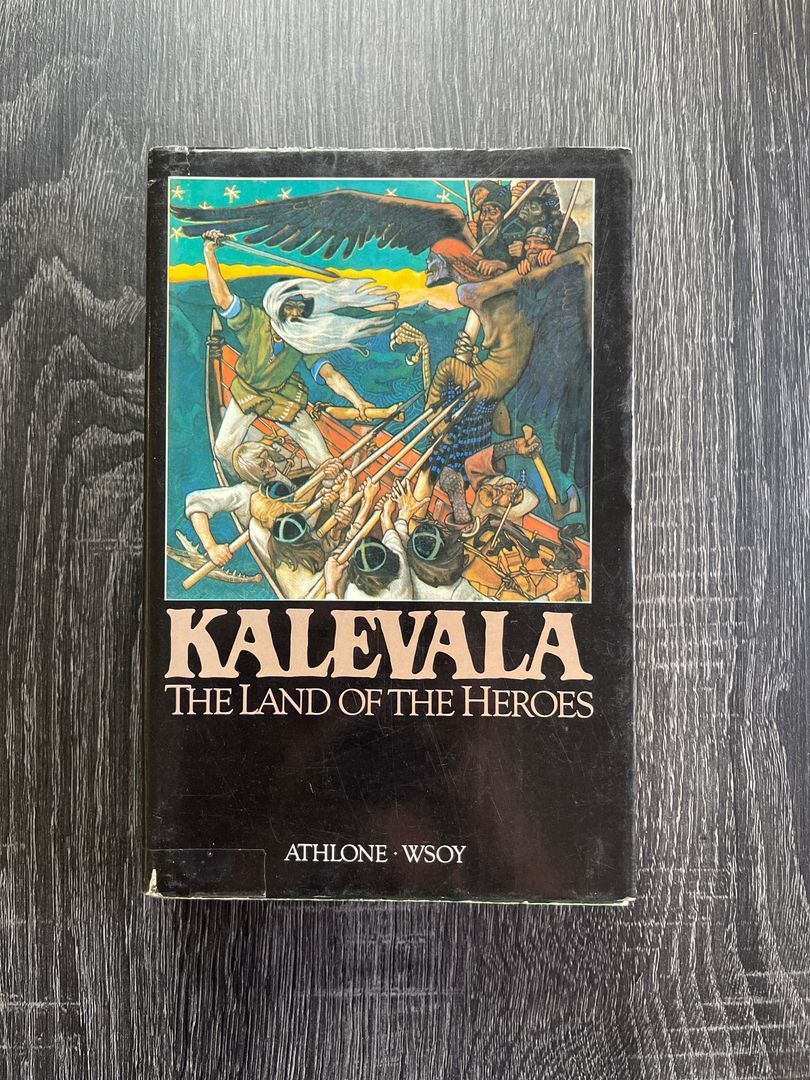 KALEVALA
THE LAND OF THE HEROES
ATHLONE · WSOY